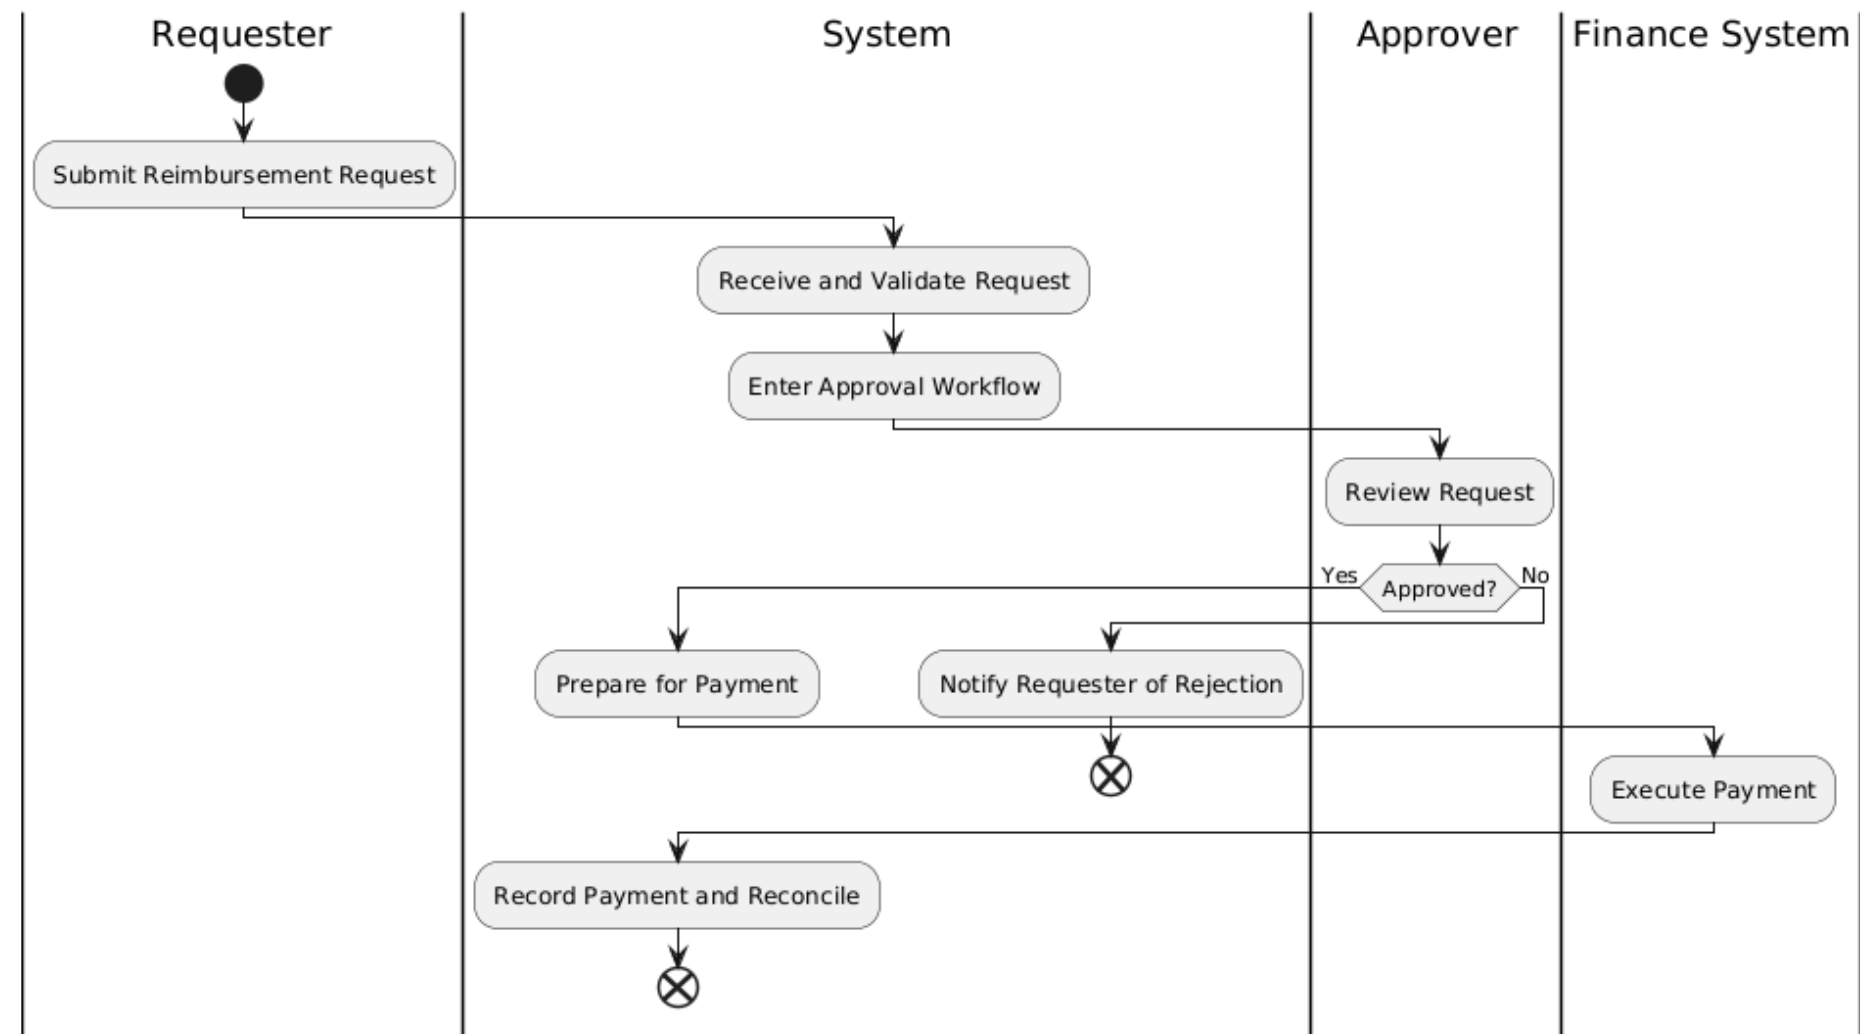 Requester
System
Approver
Finance System
Submit Reimbursement Request
Receive and Validate Request
Enter Approval Workflow
Review Request
Yes
Approved?
No
Prepare for Payment
Notify Requester of Rejection
Execute Payment
Record Payment and Reconcile